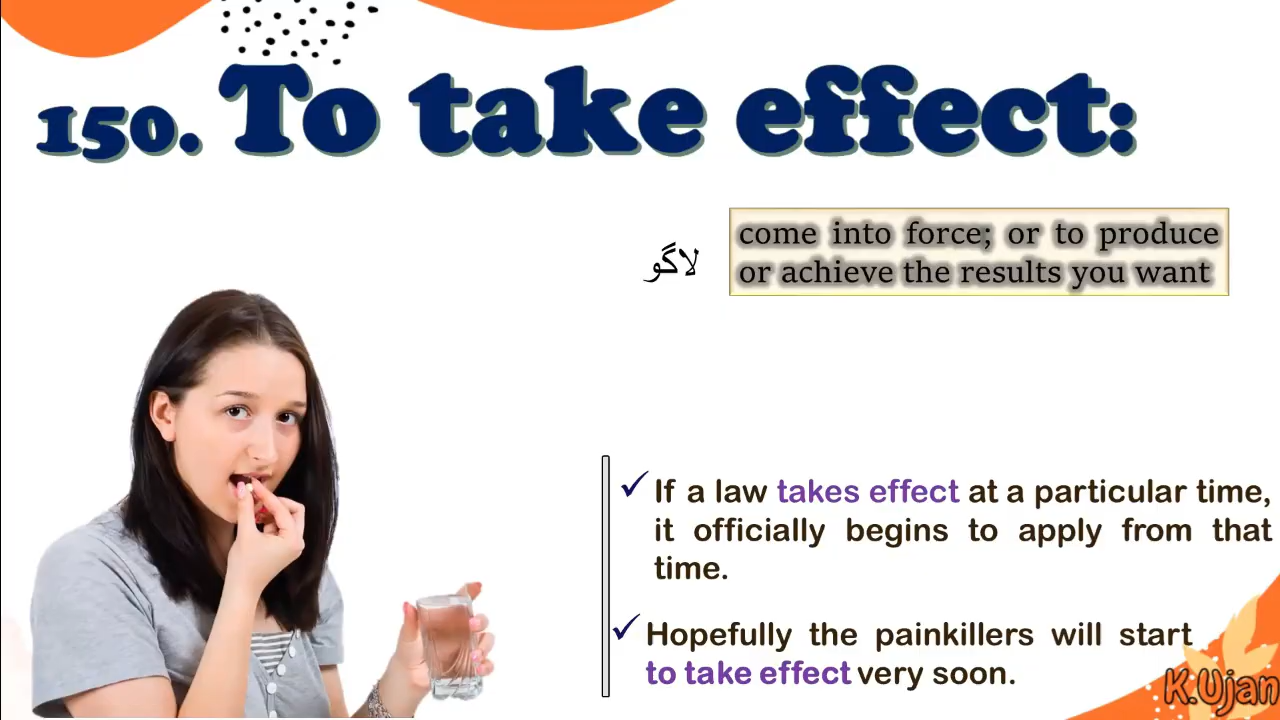 150. To take effect:
لاگو
come into force; or to produce
or achieve the results you want
✓ If a law takes effect at a particular time,
it officially begins to apply from that
time.
✓ Hopefully the painkillers will start
to take effect very soon.
K.Ujan